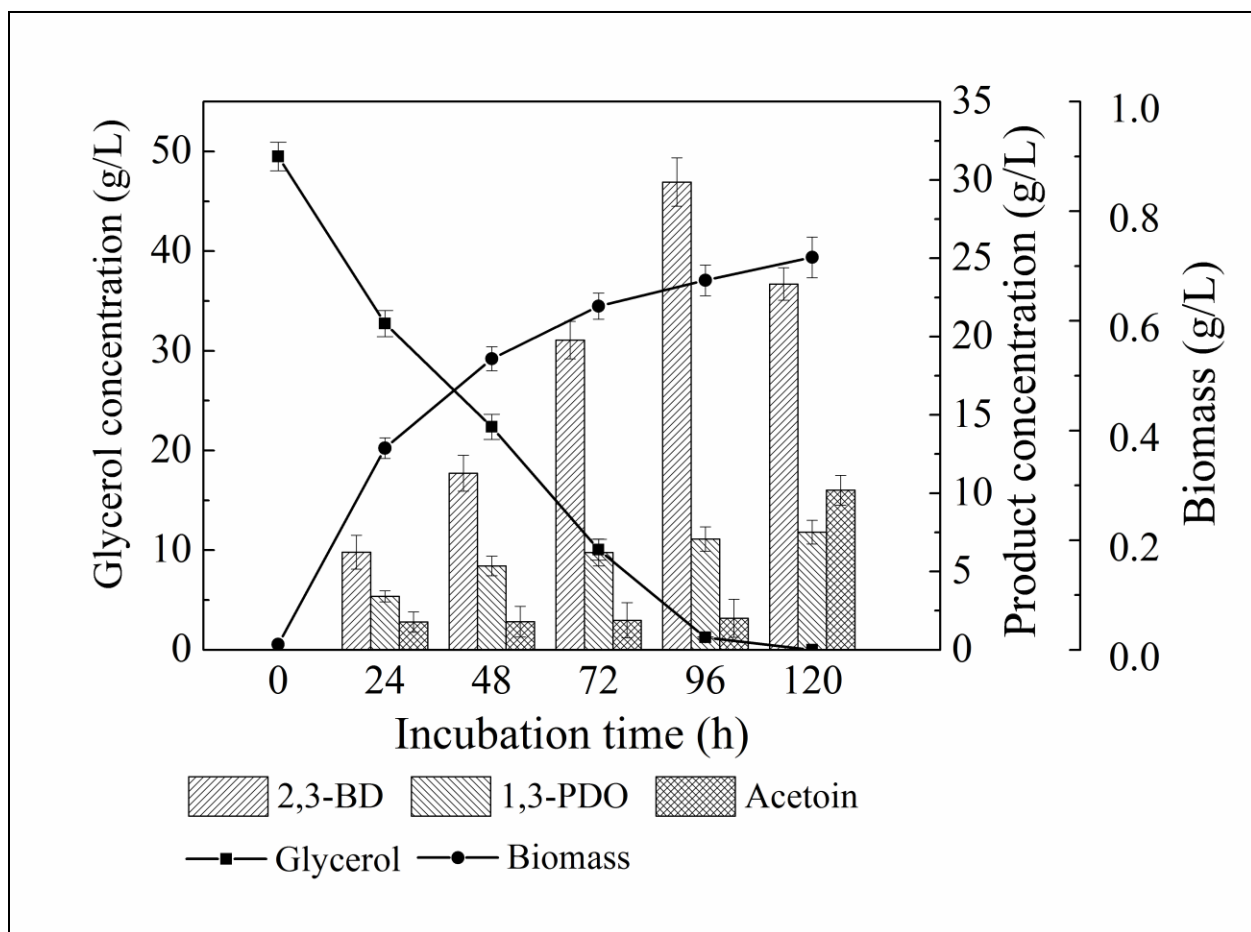 Glycerol concentration (g/L)
50
40
30
20
10
0
35
30
25
20
15
10
5
0
Product concentration (g/L)
1.0
0.8
0.6
0.4
0.2
0.0
Biomass (g/L)
0 24 48 72 96 120
Incubation time (h)
2,3-BD 1,3-PDO Acetoin
Glycerol Biomass